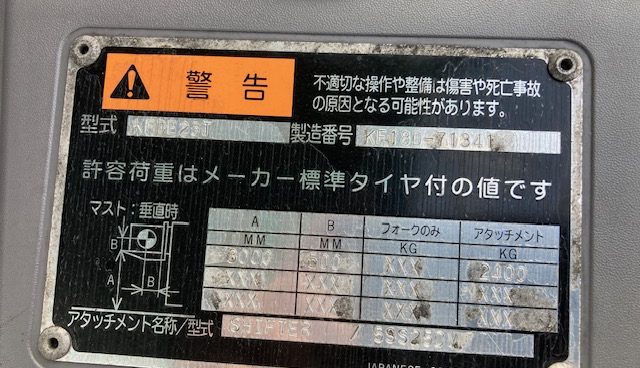 警告
不適切な操作や整備は傷害や死亡事故
の原因となる可能性があります。
型式 製造番号
許容荷重はメーカー標準タイヤ付の値です
マスト：垂直時
A B フォークのみ アタッチメント
MM MM KG KG
3000 XXX 2400
XXX XXX XXX XXX
XXX XXX XXX XXX
B
A B
アタッチメント名称／型式 SHIFTER /